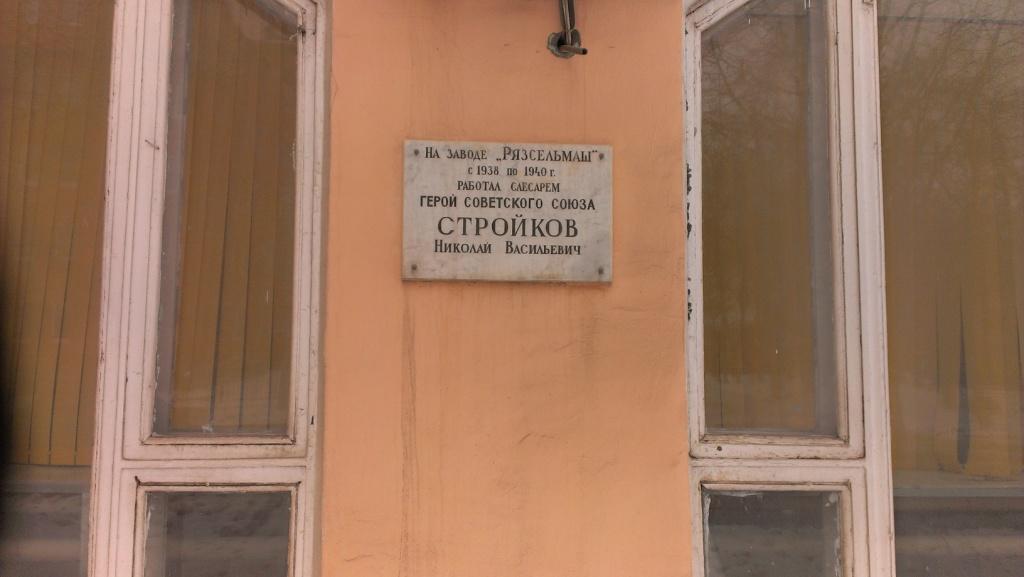 На заводе „Рязсельмаш"
с 1938 по 1940 г.
работал слесарем
ГЕРОЙ СОВЕТСКОГО СОЮЗА
СТРОЙКОВ
Николай Васильевич